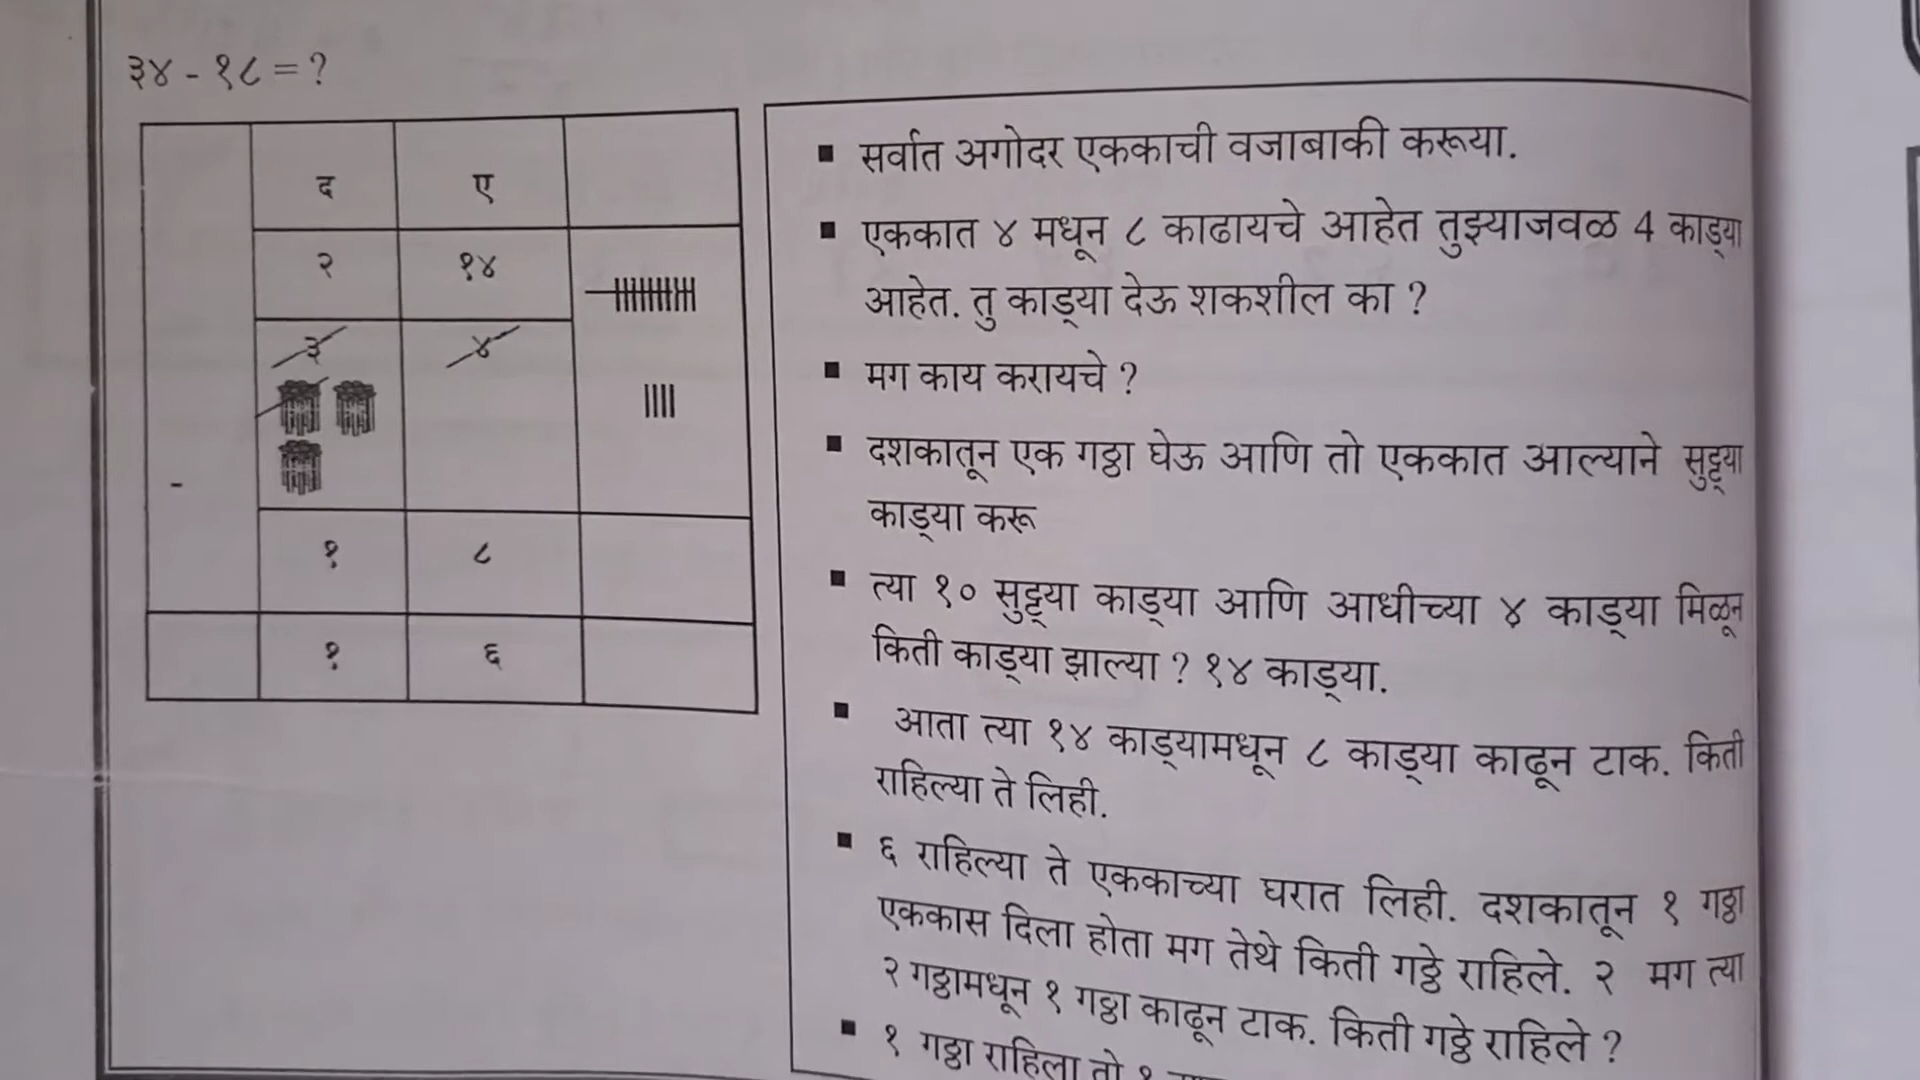 ३४ - १८ = ?
द ए
२ १४
३ ४
-
१ ८
१ ६
▪ सर्वात अगोदर एककाची वजाबाकी करूया.
▪ एककात ४ मधून ८ काढायचे आहेत तुझ्याजवळ 4 काड्या
आहेत. तु काड्या देऊ शकशील का ?
▪ मग काय करायचे ?
▪ दशकातून एक गठ्ठा घेऊ आणि तो एककात आल्याने सुट्ट्या
काड्या करू
▪ त्या १० सुट्ट्या काड्या आणि आधीच्या ४ काड्या मिळून
किती काड्या झाल्या ? १४ काड्या.
▪ आता त्या १४ काड्यामधून ८ काड्या काढून टाक. किती
राहिल्या ते लिही.
▪ ६ राहिल्या ते एककाच्या घरात लिही. दशकातून १ गठ्ठा
एककास दिला होता मग तेथे किती गठ्ठे राहिले. २ मग त्या
२ गठ्ठामधून १ गठ्ठा काढून टाक. किती गठ्ठे राहिले ?
▪ १ गठ्ठा राहिला तो